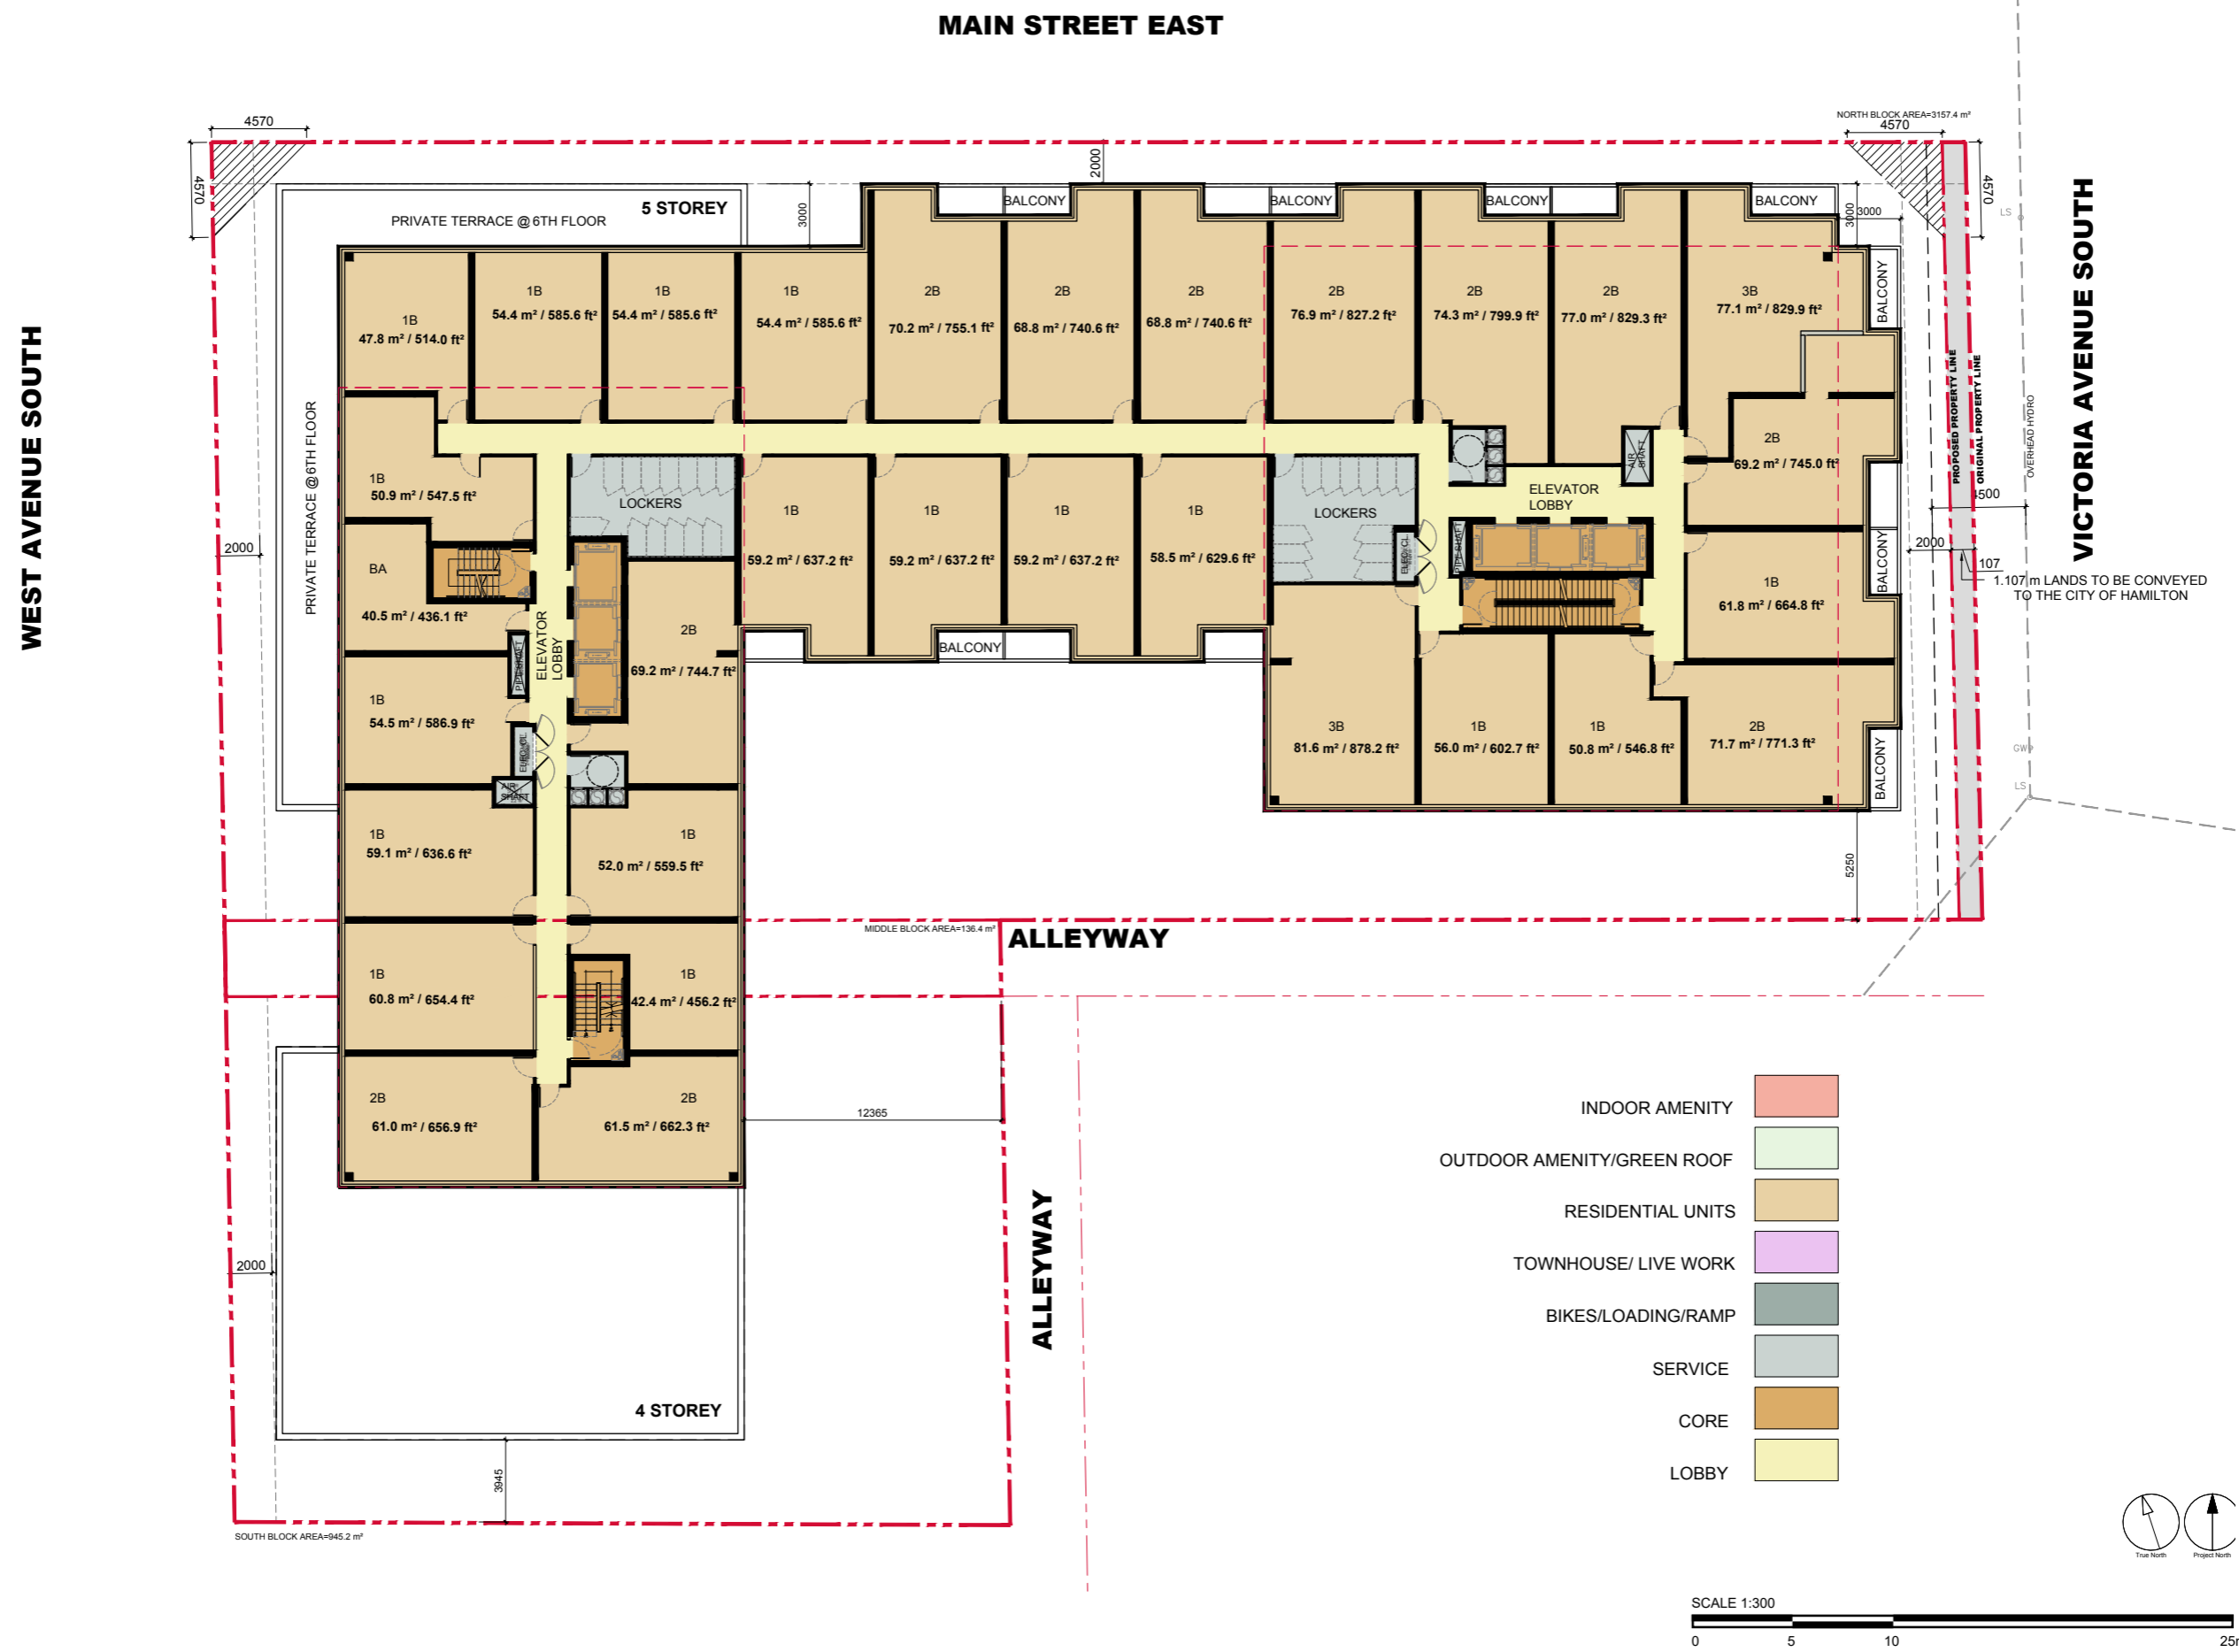 MAIN STREET EAST
NORTH BLOCK AREA=3157.4 m²
4570
4570
4570
4570
2000
3000
3000
3000
LS
5 STOREY
PRIVATE TERRACE @ 6TH FLOOR
BALCONY
BALCONY
BALCONY
BALCONY
BALCONY
WEST AVENUE SOUTH
VICTORIA AVENUE SOUTH
PRIVATE TERRACE @ 6TH FLOOR
1B
47.8 m² / 514.0 ft²
1B
54.4 m² / 585.6 ft²
1B
54.4 m² / 585.6 ft²
1B
54.4 m² / 585.6 ft²
2B
70.2 m² / 755.1 ft²
2B
68.8 m² / 740.6 ft²
2B
68.8 m² / 740.6 ft²
2B
76.9 m² / 827.2 ft²
2B
74.3 m² / 799.9 ft²
2B
77.0 m² / 829.3 ft²
3B
77.1 m² / 829.9 ft²
PROPOSED PROPERTY LINE
ORIGINAL PROPERTY LINE
OVERHEAD HYDRO
2B
69.2 m² / 745.0 ft²
AIR
SHAFT
1B
50.9 m² / 547.5 ft²
LOCKERS
1B
59.2 m² / 637.2 ft²
1B
59.2 m² / 637.2 ft²
1B
59.2 m² / 637.2 ft²
1B
58.5 m² / 629.6 ft²
LOCKERS
ELEVATOR
LOBBY
PIPE SHAFT
ELEC CL
4500
2000
2000
107
1.107 m LANDS TO BE CONVEYED
TO THE CITY OF HAMILTON
BALCONY
BA
40.5 m² / 436.1 ft²
1B
61.8 m² / 664.8 ft²
ELEVATOR
LOBBY
2B
69.2 m² / 744.7 ft²
BALCONY
PIPE SHAFT
1B
54.5 m² / 586.9 ft²
ELEC CL
AIR
SHAFT
3B
81.6 m² / 878.2 ft²
1B
56.0 m² / 602.7 ft²
1B
50.8 m² / 546.8 ft²
2B
71.7 m² / 771.3 ft²
BALCONY
GWP
LS
1B
59.1 m² / 636.6 ft²
1B
52.0 m² / 559.5 ft²
5250
MIDDLE BLOCK AREA=136.4 m²
ALLEYWAY
1B
60.8 m² / 654.4 ft²
1B
42.4 m² / 456.2 ft²
2B
61.0 m² / 656.9 ft²
2B
61.5 m² / 662.3 ft²
12365
ALLEYWAY
2000
4 STOREY
3945
SOUTH BLOCK AREA=945.2 m²
INDOOR AMENITY
OUTDOOR AMENITY/GREEN ROOF
RESIDENTIAL UNITS
TOWNHOUSE/ LIVE WORK
BIKES/LOADING/RAMP
SERVICE
CORE
LOBBY
True North
Project North
SCALE 1:300
0 5 10 25